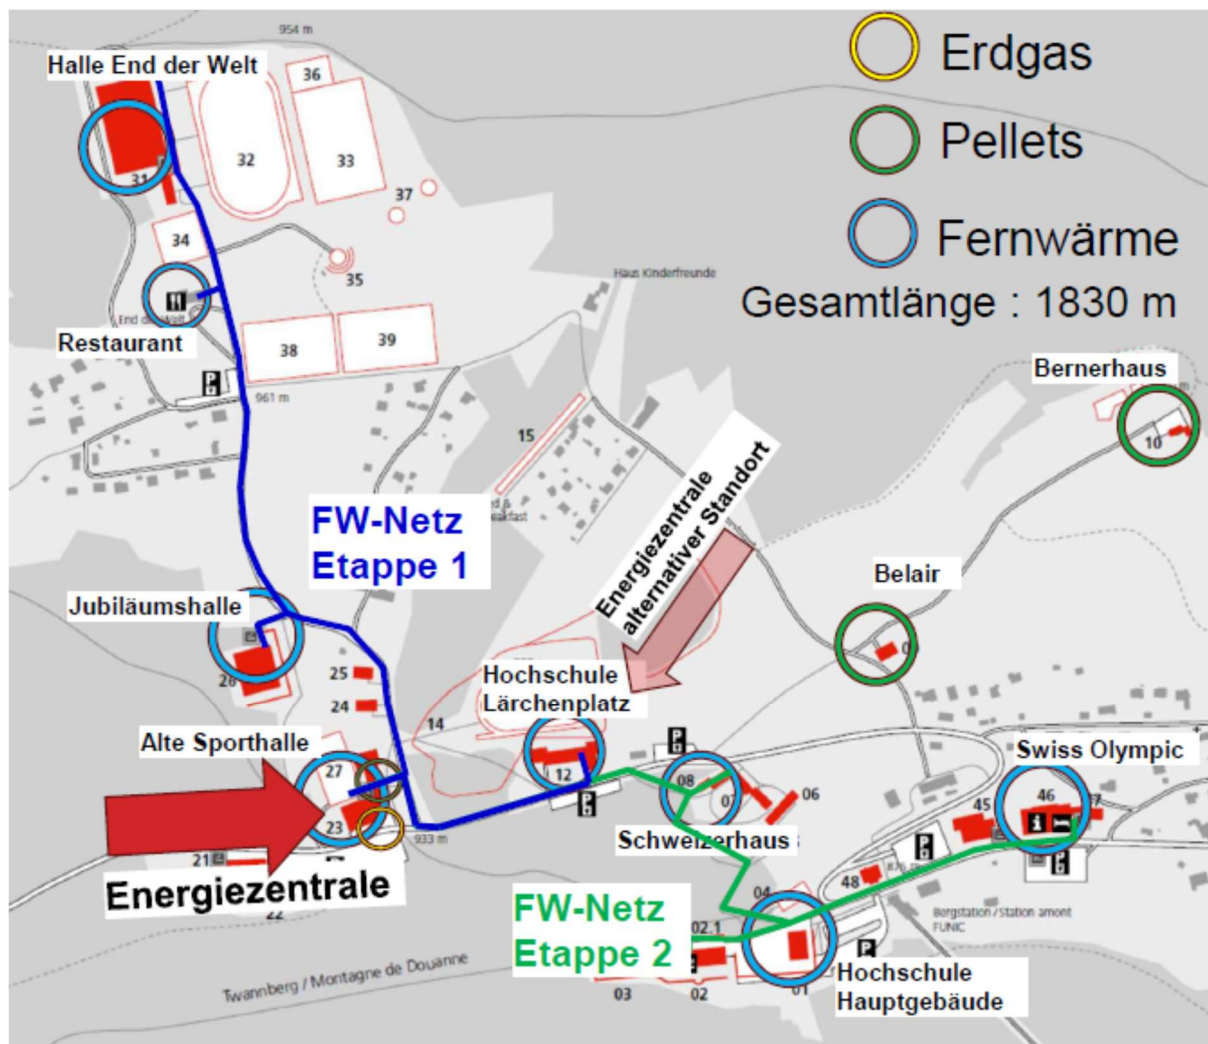 954 m
Halle End der Welt
Erdgas
36
32
33
Pellets
31
37
34
Fernwärme
35
Haus Kinderfreunde
Gesamtlänge : 1830 m
End der Welt
Restaurant
38
39
Bernerhaus
961 m
10
15
Energiezentrale
alternativer Standort
FW-Netz
Etappe 1
Belair
Jubiläumshalle
Hochschule
Lärchenplatz
25
24
14
Alte Sporthalle
Swiss Olympic
27
12
08
07
06
46
45
23
933 m
Schweizerhaus
21
Energiezentrale
22
48
04
FW-Netz
Etappe 2
02.1
Bergstation / Station amont
FUNIC
Twannberg / Montagne de Douanne
03
02
01
Hochschule
Hauptgebäude